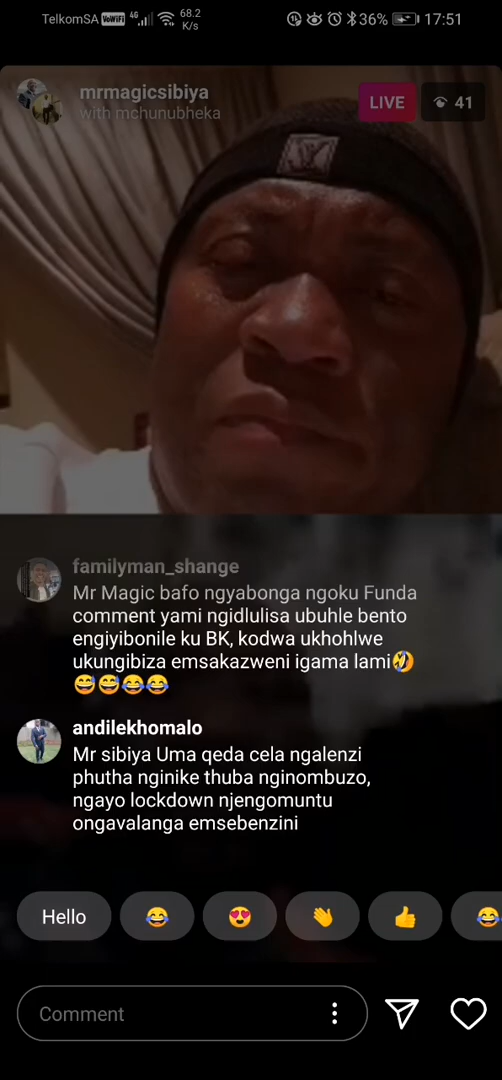 TelkomSA VoWiFi 4G 68.2 K/s 36% 17:51
mrmagicsibiya
with mchunubheka
LIVE 41
familyman_shange
Mr Magic bafo ngyabonga ngoku Funda
comment yami ngidlulisa ubuhle bento
engiyibonile ku BK, kodwa ukhohlwe
ukungibiza emsakazweni igama lami🤣
😅😅😂😂
andilekhomalo
Mr sibiya Uma qeda cela ngalenzi
phutha nginike thuba nginombuzo,
ngayo lockdown njengomuntu
ongavalanga emsebenzini
Hello 😂 😍 👏 👍 😂
Comment